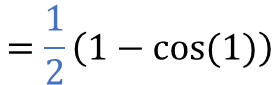 = 1/2 (1 − cos(1))